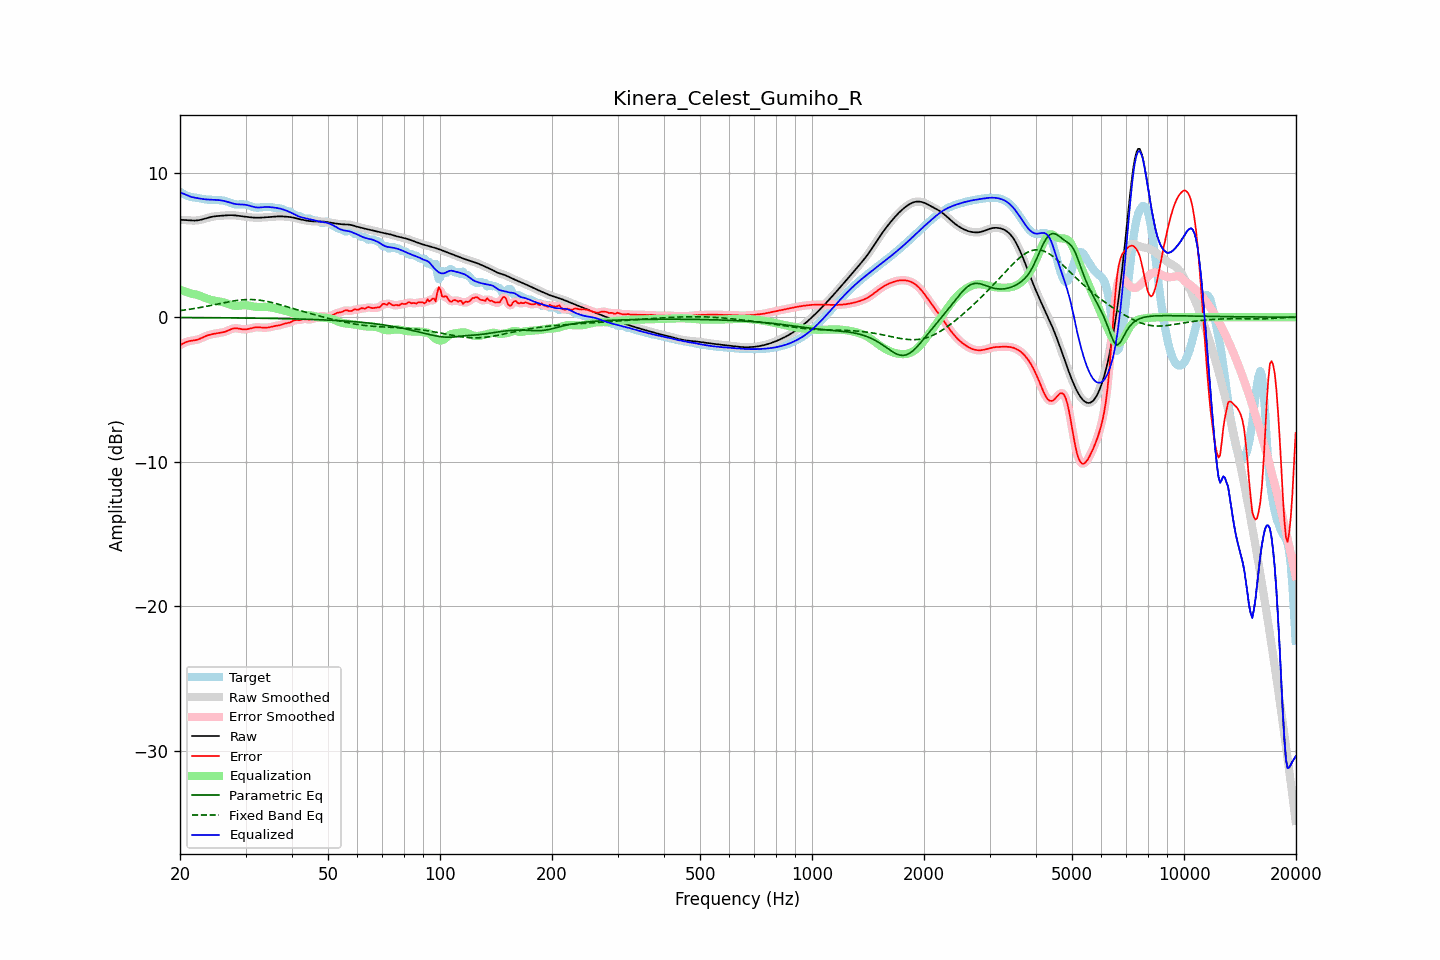 Kinera_Celest_Gumiho_R
Amplitude (dBr)
10
0
−10
−20
−30
Target
Raw Smoothed
Error Smoothed
Raw
Error
Equalization
Parametric Eq
Fixed Band Eq
Equalized
20 50 100 200 500 1000 2000 5000 10000 20000
Frequency (Hz)